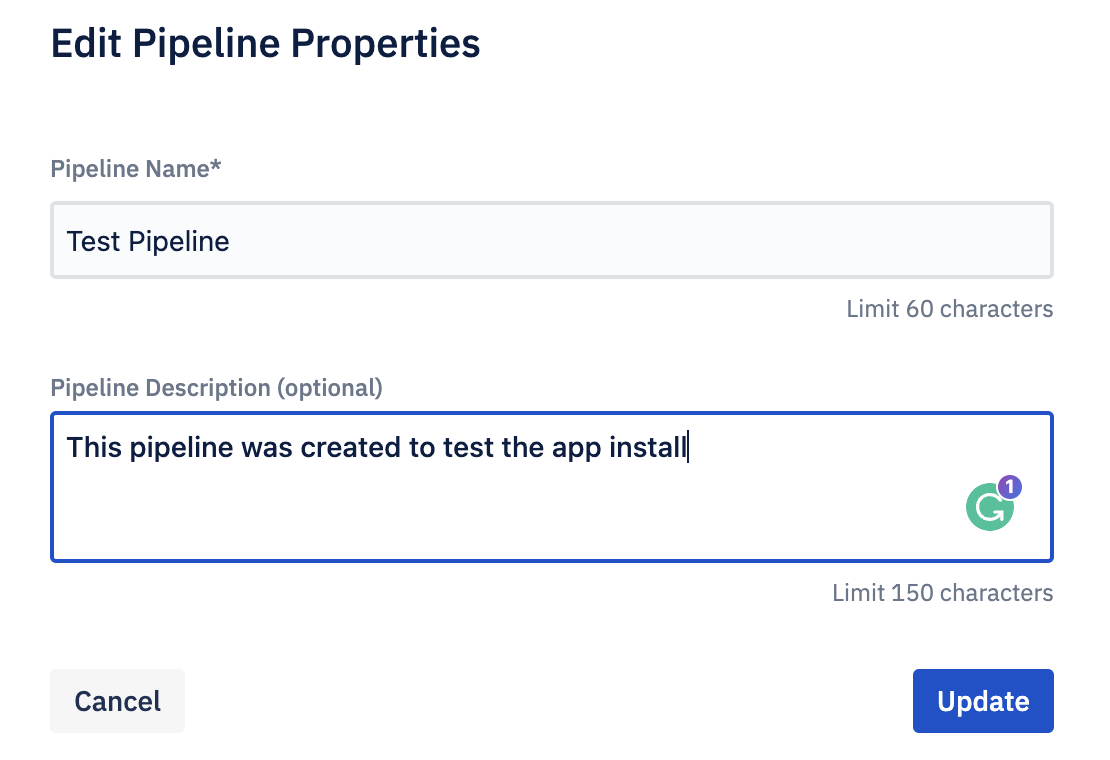 Edit Pipeline Properties
Pipeline Name*
Test Pipeline
Limit 60 characters
Pipeline Description (optional)
This pipeline was created to test the app install
1
Limit 150 characters
Cancel
Update